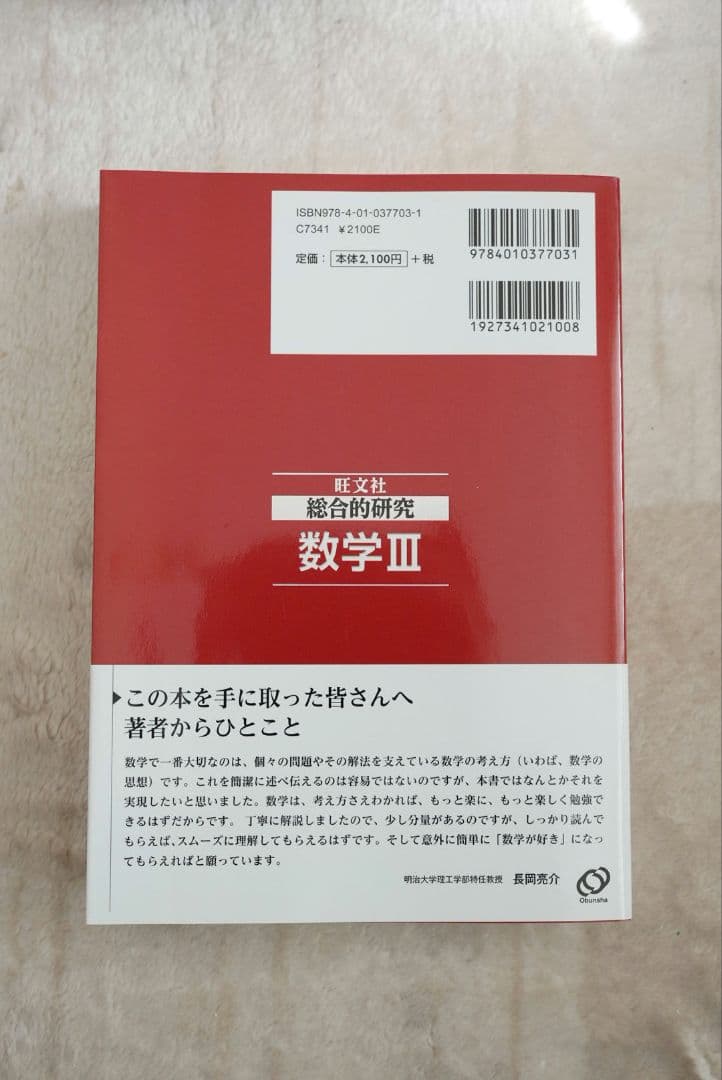 ISBN978-4-01-037703-1
C7341 ¥2100E
定価：本体2,100円+税
9784010377031
1927341021008
旺文社
総合的研究
数学III
▶この本を手に取った皆さんへ
著者からひとこと
数学で一番大切なのは、個々の問題やその解法を支えている数学の考え方（いわば、数学の
思想）です。これを簡潔に述べ伝えるのは容易ではないのですが、本書ではなんとかそれを
実現したいと思いました。数学は、考え方さえわかれば、もっと楽に、もっと楽しく勉強で
きるはずだからです。 丁寧に解説しましたので、少し分量があるのですが、しっかり読んで
もらえば、スムーズに理解してもらえるはずです。そして意外に簡単に「数学が好き」になっ
てもらえればと願っています。
明治大学理工学部特任教授 長岡亮介
Obunsha